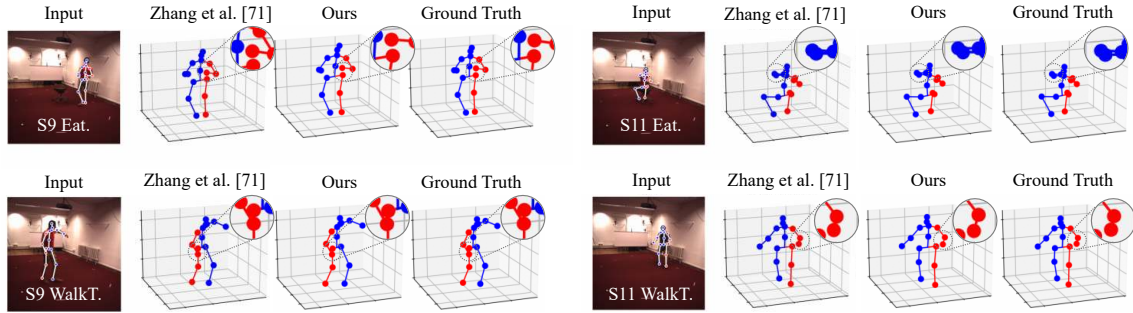 Input Zhang et al. [71] Ours Ground Truth
S9 Eat.
Input Zhang et al. [71] Ours Ground Truth
S11 Eat.
Input Zhang et al. [71] Ours Ground Truth
S9 WalkT.
Input Zhang et al. [71] Ours Ground Truth
S11 WalkT.